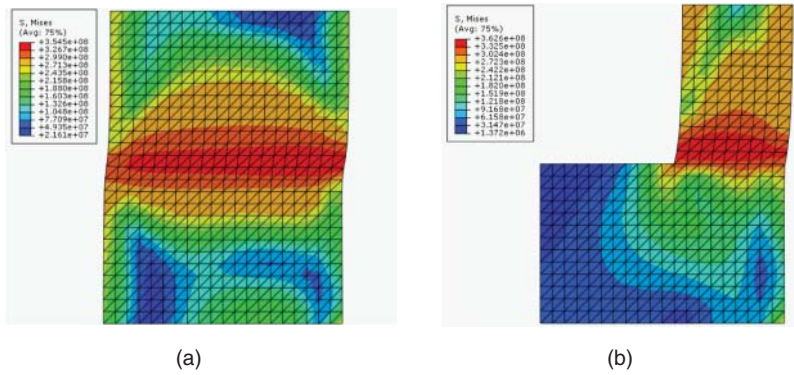 S, Mises
(Avg: 75%)
+3.545e+08
+3.267e+08
+2.990e+08
+2.713e+08
+2.435e+08
+2.158e+08
+1.880e+08
+1.603e+08
+1.326e+08
+1.048e+08
+7.709e+07
+4.935e+07
+2.161e+07
(a)
S, Mises
(Avg: 75%)
+3.626e+08
+3.325e+08
+3.024e+08
+2.723e+08
+2.422e+08
+2.121e+08
+1.820e+08
+1.519e+08
+1.218e+08
+9.168e+07
+6.158e+07
+3.147e+07
+1.372e+06
(b)